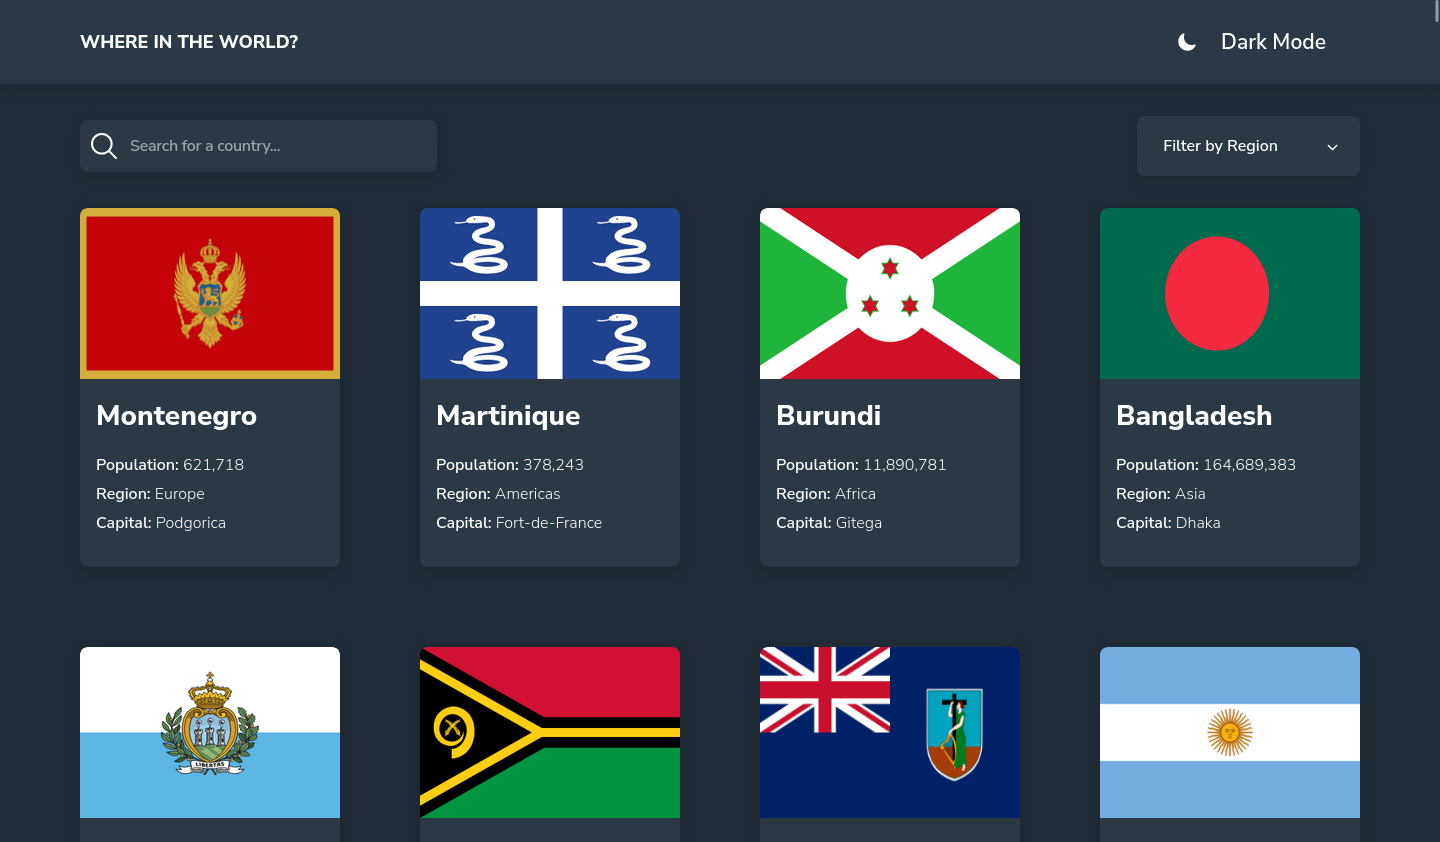 WHERE IN THE WORLD?
Dark Mode
Search for a country...
Filter by Region
Montenegro
Population: 621,718
Region: Europe
Capital: Podgorica
Martinique
Population: 378,243
Region: Americas
Capital: Fort-de-France
Burundi
Population: 11,890,781
Region: Africa
Capital: Gitega
Bangladesh
Population: 164,689,383
Region: Asia
Capital: Dhaka
LIBERTAS